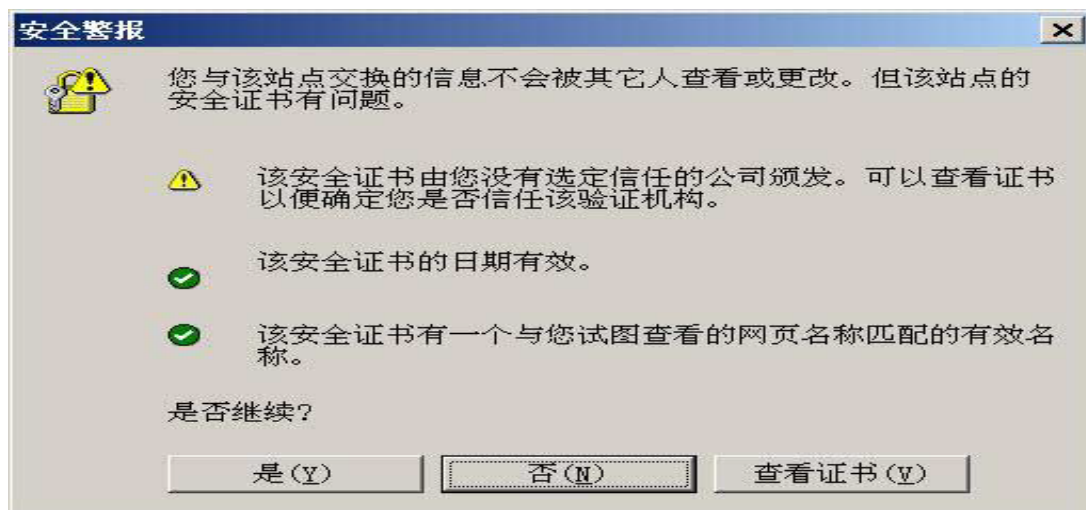 安全警报
您与该站点交换的信息不会被其它人查看或更改。但该站点的
安全证书有问题。
该安全证书由您没有选定信任的公司颁发。可以查看证书
以便确定您是否信任该验证机构。
该安全证书的日期有效。
该安全证书有一个与您试图查看的网页名称匹配的有效名
称。
是否继续?
是(Y) 否(N) 查看证书(V)